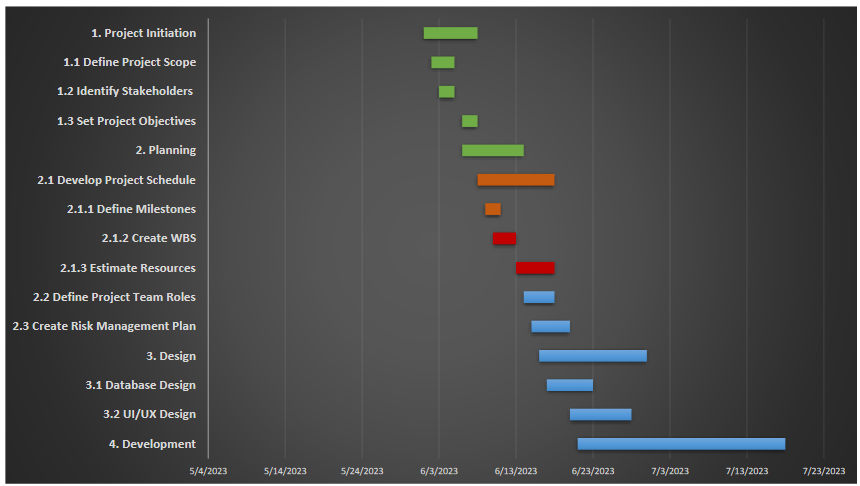 1. Project Initiation
1.1 Define Project Scope
1.2 Identify Stakeholders
1.3 Set Project Objectives
2. Planning
2.1 Develop Project Schedule
2.1.1 Define Milestones
2.1.2 Create WBS
2.1.3 Estimate Resources
2.2 Define Project Team Roles
2.3 Create Risk Management Plan
3. Design
3.1 Database Design
3.2 UI/UX Design
4. Development
5/4/2023 5/14/2023 5/24/2023 6/3/2023 6/13/2023 6/23/2023 7/3/2023 7/13/2023 7/23/2023